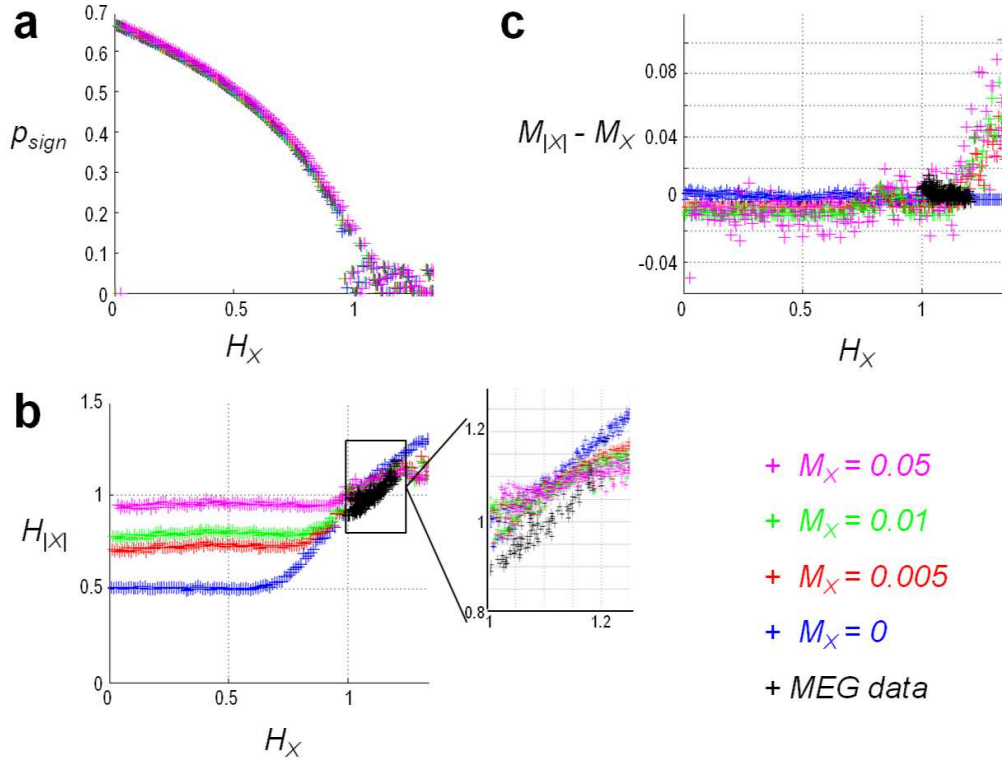 a
0.7
0.6
0.5
0.4
0.3
0.2
0.1
0
p_sign
0
0.5
1
H_X
c
0.08
0.04
0
-0.04
M_|X| - M_X
0
0.5
1
H_X
b
1.5
1.0
0.5
0
H_|X|
0
0.5
1
H_X
1.2
1
0.8
1
1.2
+ M_X = 0.05
+ M_X = 0.01
+ M_X = 0.005
+ M_X = 0
+ MEG data